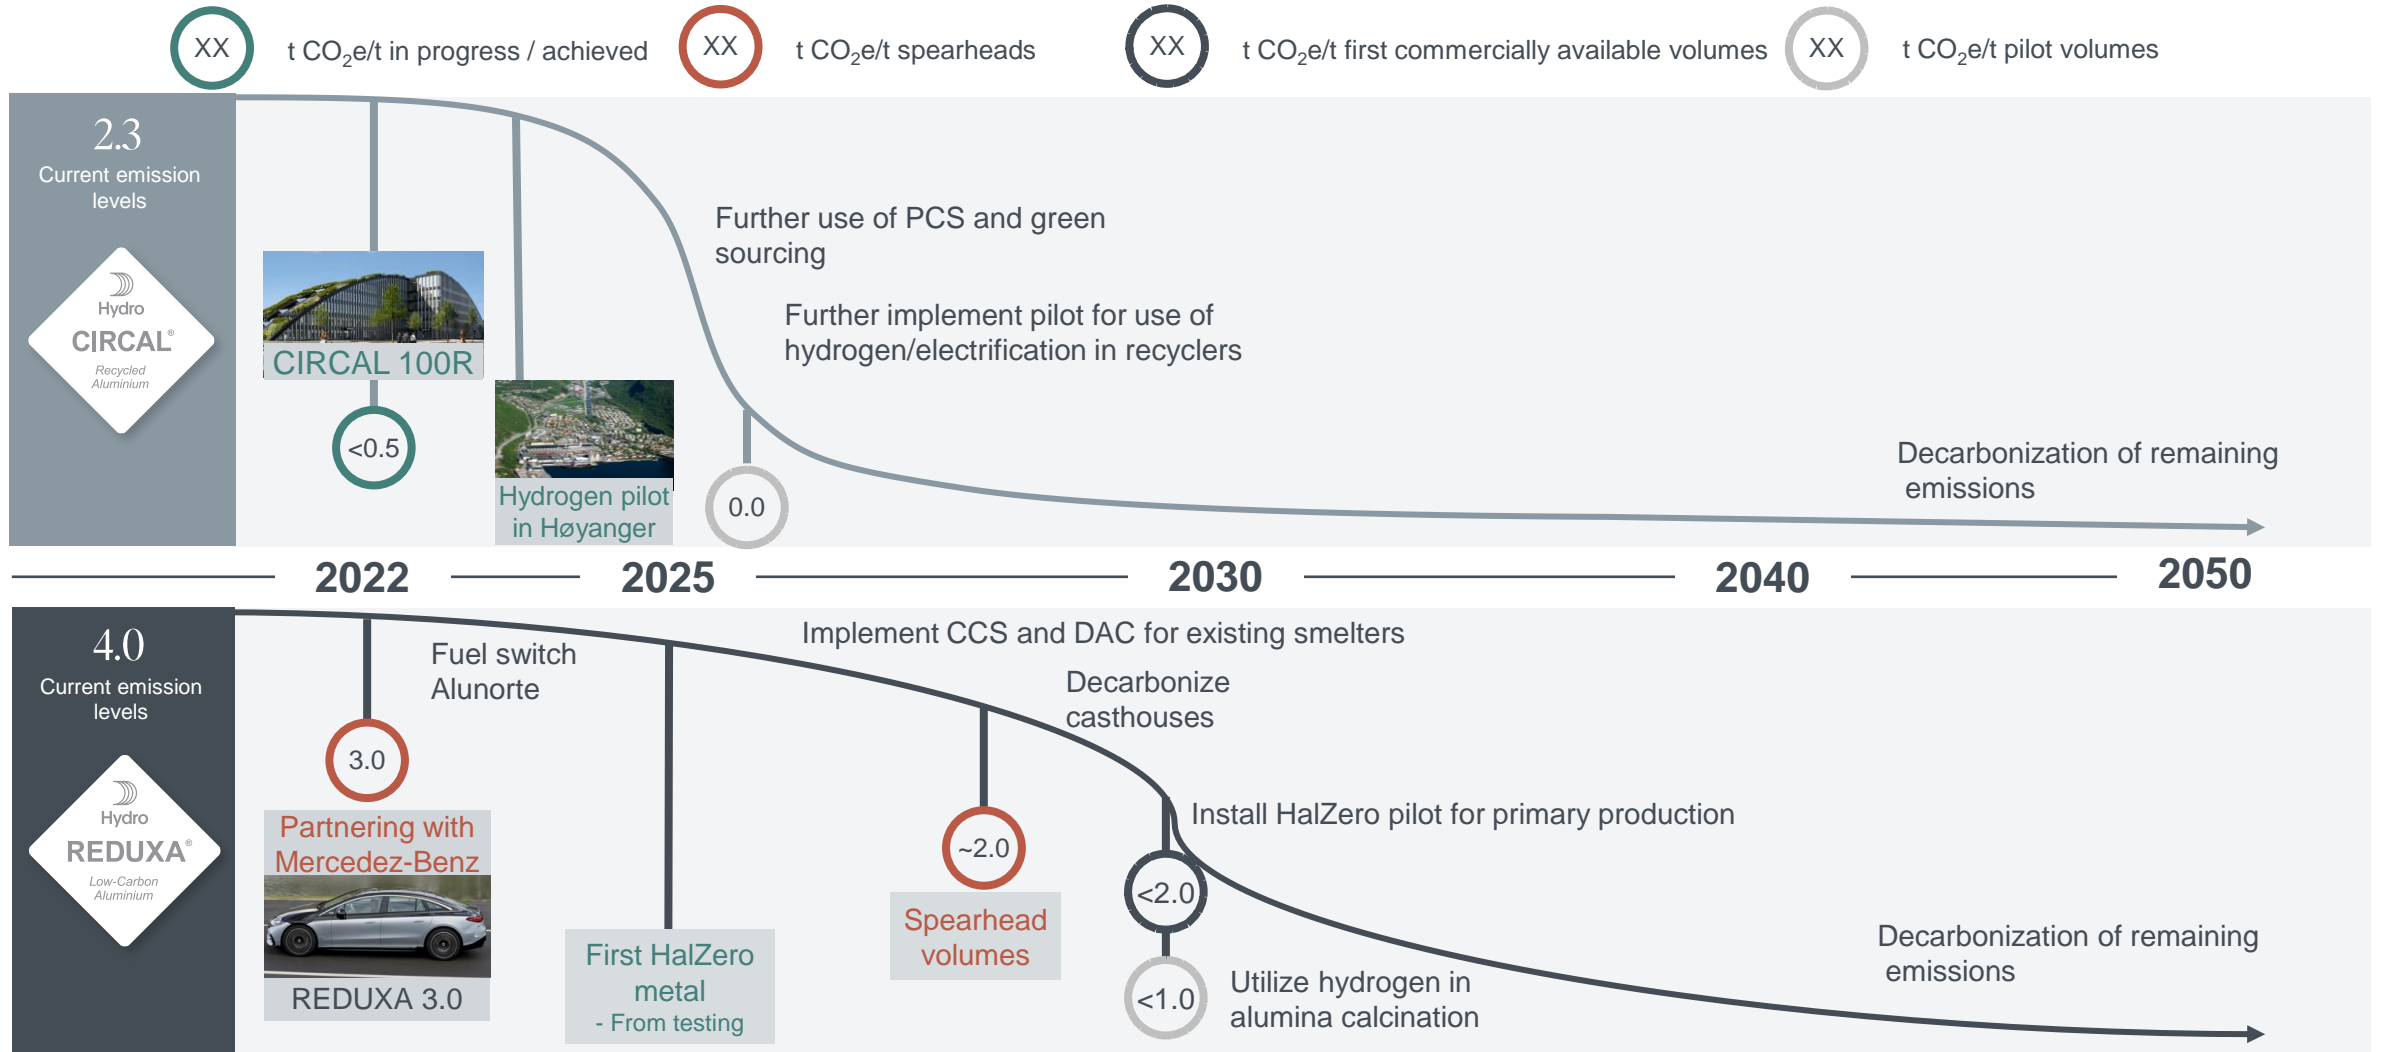 XX
t CO₂e/t in progress / achieved
XX
t CO₂e/t spearheads
XX
t CO₂e/t first commercially available volumes
XX
t CO₂e/t pilot volumes
2.3
Current emission
levels
Hydro
CIRCAL®
Recycled
Aluminium
CIRCAL 100R
<0.5
Hydrogen pilot
in Høyanger
0.0
Further use of PCS and green
sourcing
Further implement pilot for use of
hydrogen/electrification in recyclers
Decarbonization of remaining
emissions
2022
2025
2030
2040
2050
4.0
Current emission
levels
Hydro
REDUXA®
Low-Carbon
Aluminium
3.0
Partnering with
Mercedez-Benz
REDUXA 3.0
Fuel switch
Alunorte
First HalZero
metal
- From testing
Implement CCS and DAC for existing smelters
Decarbonize
casthouses
~2.0
Spearhead
volumes
Install HalZero pilot for primary production
<2.0
<1.0
Utilize hydrogen in
alumina calcination
Decarbonization of remaining
emissions